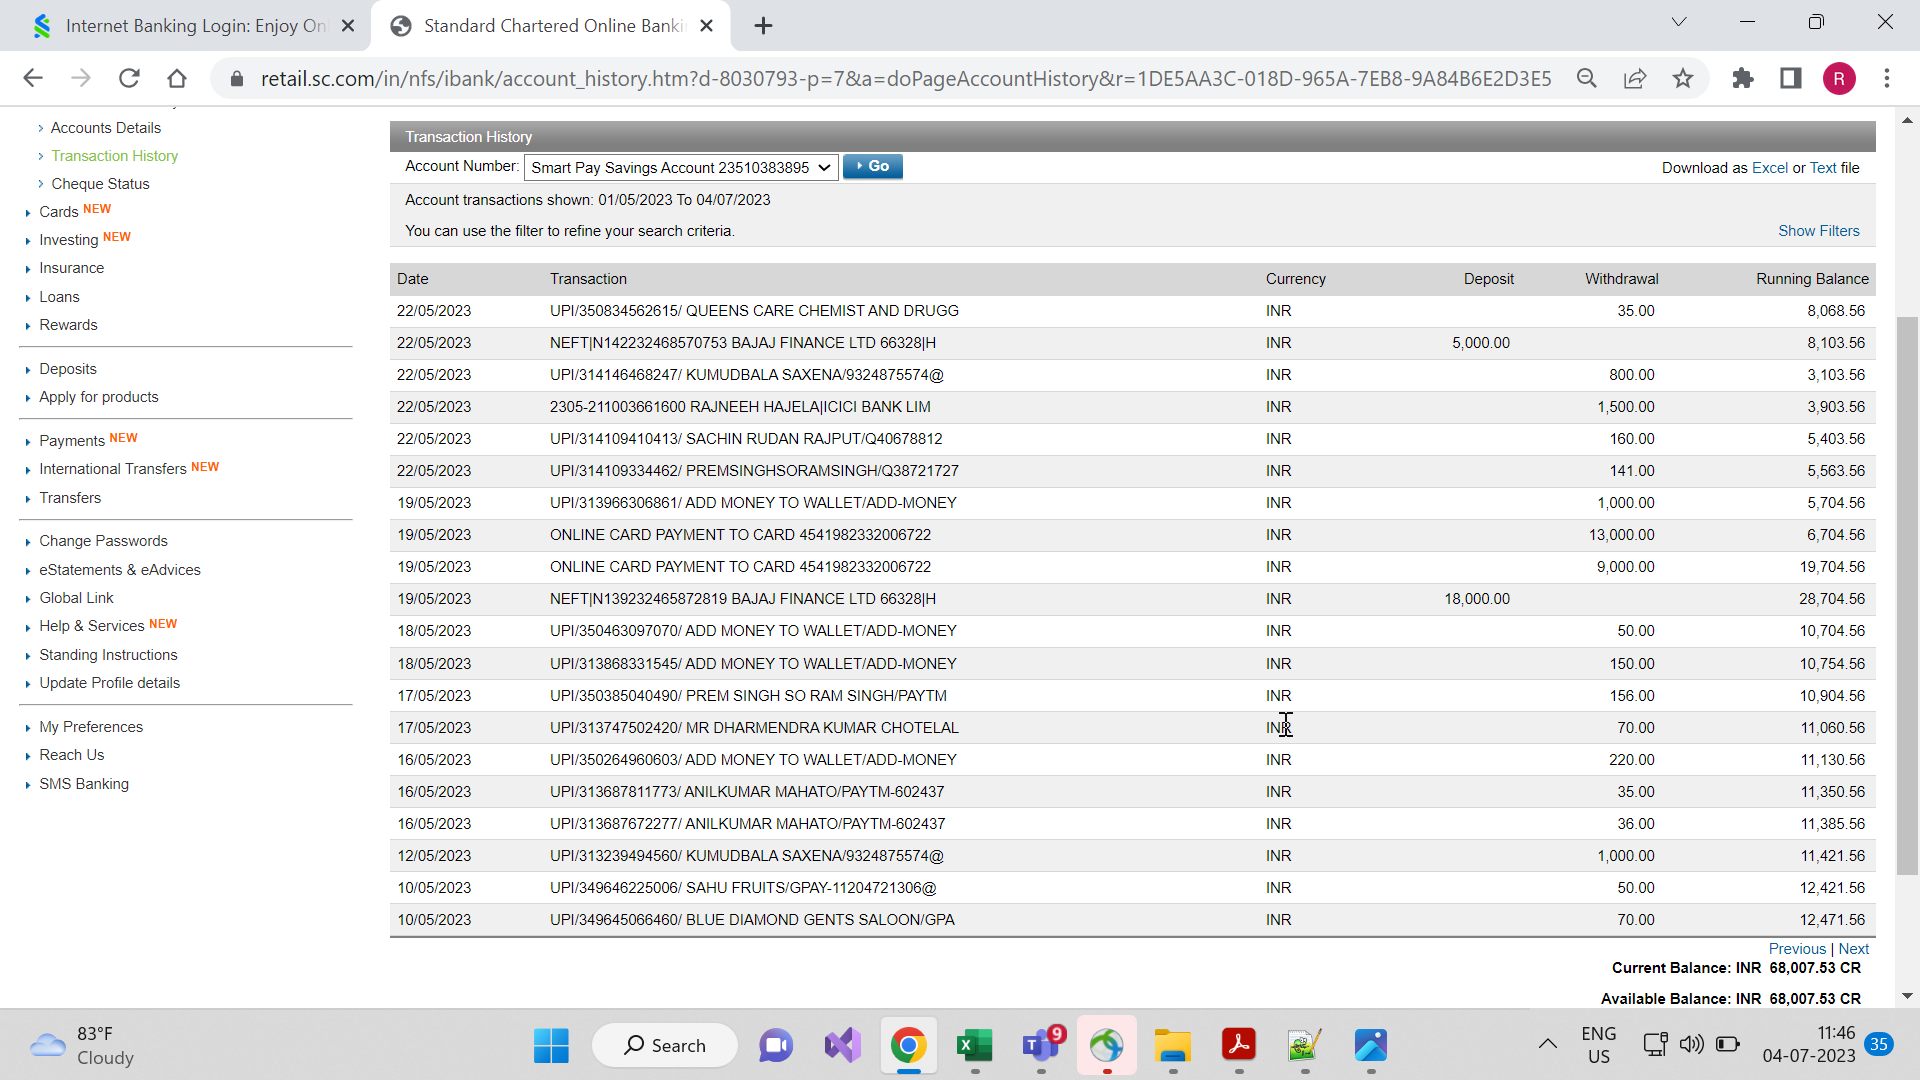 Internet Banking Login: Enjoy On
Standard Chartered Online Banki
retail.sc.com/in/nfs/ibank/account_history.htm?d-8030793-p=7&a=doPageAccountHistory&r=1DE5AA3C-018D-965A-7EB8-9A84B6E2D3E5
R
Accounts Details
Transaction History
Cheque Status
Cards NEW
Investing NEW
Insurance
Loans
Rewards
Deposits
Apply for products
Payments NEW
International Transfers NEW
Transfers
Change Passwords
eStatements & eAdvices
Global Link
Help & Services NEW
Standing Instructions
Update Profile details
My Preferences
Reach Us
SMS Banking
Transaction History
Account Number: Smart Pay Savings Account 23510383895 Go Download as Excel or Text file
Account transactions shown: 01/05/2023 To 04/07/2023
You can use the filter to refine your search criteria. Show Filters
Date Transaction Currency Deposit Withdrawal Running Balance
22/05/2023 UPI/350834562615/ QUEENS CARE CHEMIST AND DRUGG INR 35.00 8,068.56
22/05/2023 NEFT|N142232468570753 BAJAJ FINANCE LTD 66328|H INR 5,000.00 8,103.56
22/05/2023 UPI/314146468247/ KUMUDBALA SAXENA/9324875574@ INR 800.00 3,103.56
22/05/2023 2305-211003661600 RAJNEEH HAJELA|ICICI BANK LIM INR 1,500.00 3,903.56
22/05/2023 UPI/314109410413/ SACHIN RUDAN RAJPUT/Q40678812 INR 160.00 5,403.56
22/05/2023 UPI/314109334462/ PREMSINGHSORAMSINGH/Q38721727 INR 141.00 5,563.56
19/05/2023 UPI/313966306861/ ADD MONEY TO WALLET/ADD-MONEY INR 1,000.00 5,704.56
19/05/2023 ONLINE CARD PAYMENT TO CARD 4541982332006722 INR 13,000.00 6,704.56
19/05/2023 ONLINE CARD PAYMENT TO CARD 4541982332006722 INR 9,000.00 19,704.56
19/05/2023 NEFT|N139232465872819 BAJAJ FINANCE LTD 66328|H INR 18,000.00 28,704.56
18/05/2023 UPI/350463097070/ ADD MONEY TO WALLET/ADD-MONEY INR 50.00 10,704.56
18/05/2023 UPI/313868331545/ ADD MONEY TO WALLET/ADD-MONEY INR 150.00 10,754.56
17/05/2023 UPI/350385040490/ PREM SINGH SO RAM SINGH/PAYTM INR 156.00 10,904.56
17/05/2023 UPI/313747502420/ MR DHARMENDRA KUMAR CHOTELAL INR 70.00 11,060.56
16/05/2023 UPI/350264960603/ ADD MONEY TO WALLET/ADD-MONEY INR 220.00 11,130.56
16/05/2023 UPI/313687811773/ ANILKUMAR MAHATO/PAYTM-602437 INR 35.00 11,350.56
16/05/2023 UPI/313687672277/ ANILKUMAR MAHATO/PAYTM-602437 INR 36.00 11,385.56
12/05/2023 UPI/313239494560/ KUMUDBALA SAXENA/9324875574@ INR 1,000.00 11,421.56
10/05/2023 UPI/349646225006/ SAHU FRUITS/GPAY-11204721306@ INR 50.00 12,421.56
10/05/2023 UPI/349645066460/ BLUE DIAMOND GENTS SALOON/GPA INR 70.00 12,471.56
Previous | Next
Current Balance: INR 68,007.53 CR
Available Balance: INR 68,007.53 CR
83°F
Cloudy
Search
9
ENG
US
11:46
04-07-2023
35